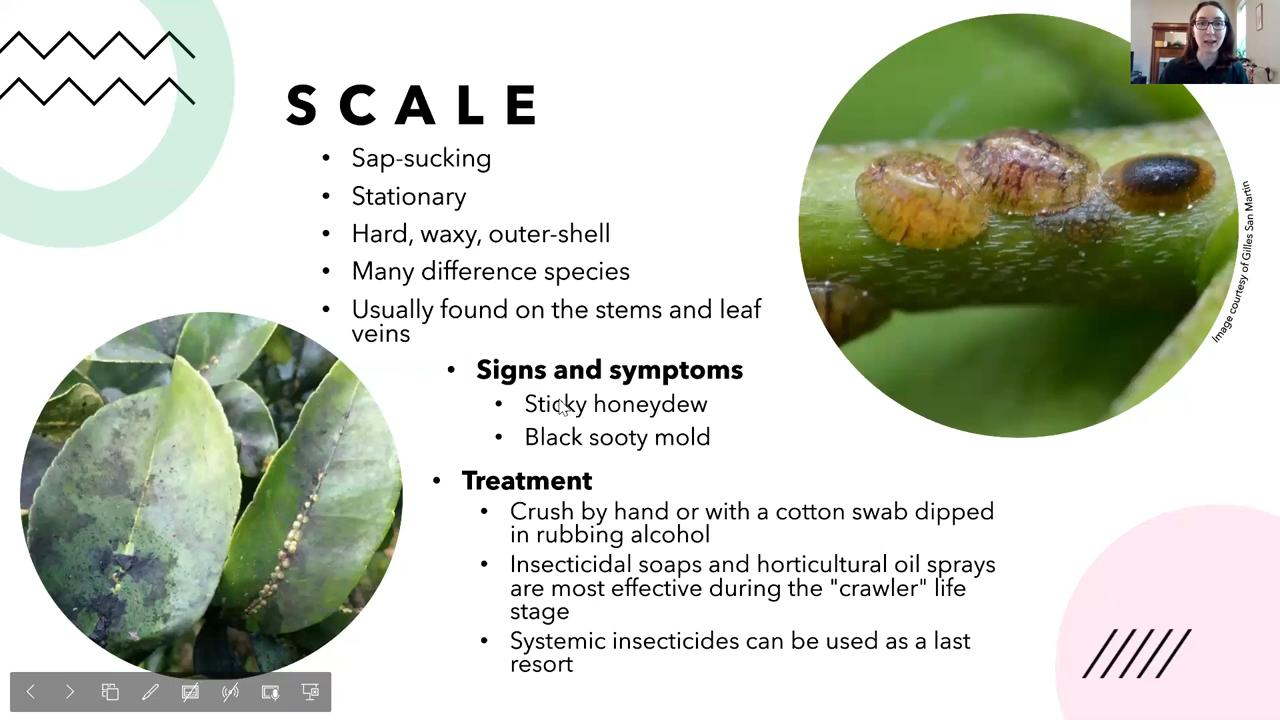 SCALE
• Sap-sucking
• Stationary
• Hard, waxy, outer-shell
• Many difference species
• Usually found on the stems and leaf
veins
• Signs and symptoms
• Sticky honeydew
• Black sooty mold
• Treatment
• Crush by hand or with a cotton swab dipped
in rubbing alcohol
• Insecticidal soaps and horticultural oil sprays
are most effective during the "crawler" life
stage
• Systemic insecticides can be used as a last
resort
Image courtesy of Gilles San Martin